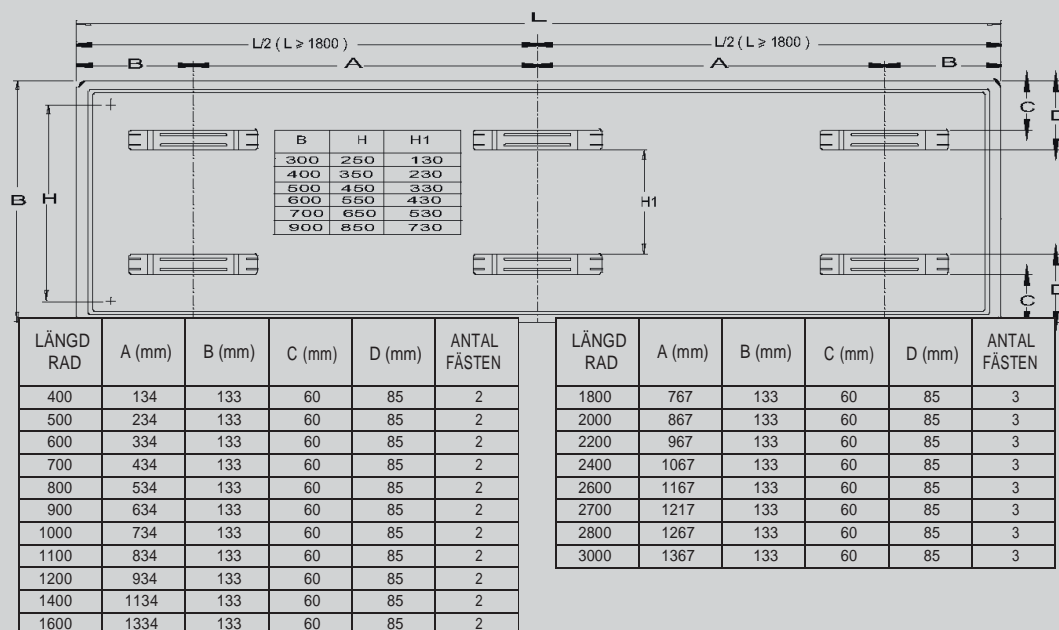 L
L/2 ( L ≥ 1800 ) L/2 ( L ≥ 1800 )
B A A B
C D
B H H1
B H H1
300 250 130
400 350 230
500 450 330
600 550 430
700 650 530
900 850 730
C D
LÄNGD RAD A (mm) B (mm) C (mm) D (mm) ANTAL FÄSTEN
400 134 133 60 85 2
500 234 133 60 85 2
600 334 133 60 85 2
700 434 133 60 85 2
800 534 133 60 85 2
900 634 133 60 85 2
1000 734 133 60 85 2
1100 834 133 60 85 2
1200 934 133 60 85 2
1400 1134 133 60 85 2
1600 1334 133 60 85 2
LÄNGD RAD A (mm) B (mm) C (mm) D (mm) ANTAL FÄSTEN
1800 767 133 60 85 3
2000 867 133 60 85 3
2200 967 133 60 85 3
2400 1067 133 60 85 3
2600 1167 133 60 85 3
2700 1217 133 60 85 3
2800 1267 133 60 85 3
3000 1367 133 60 85 3